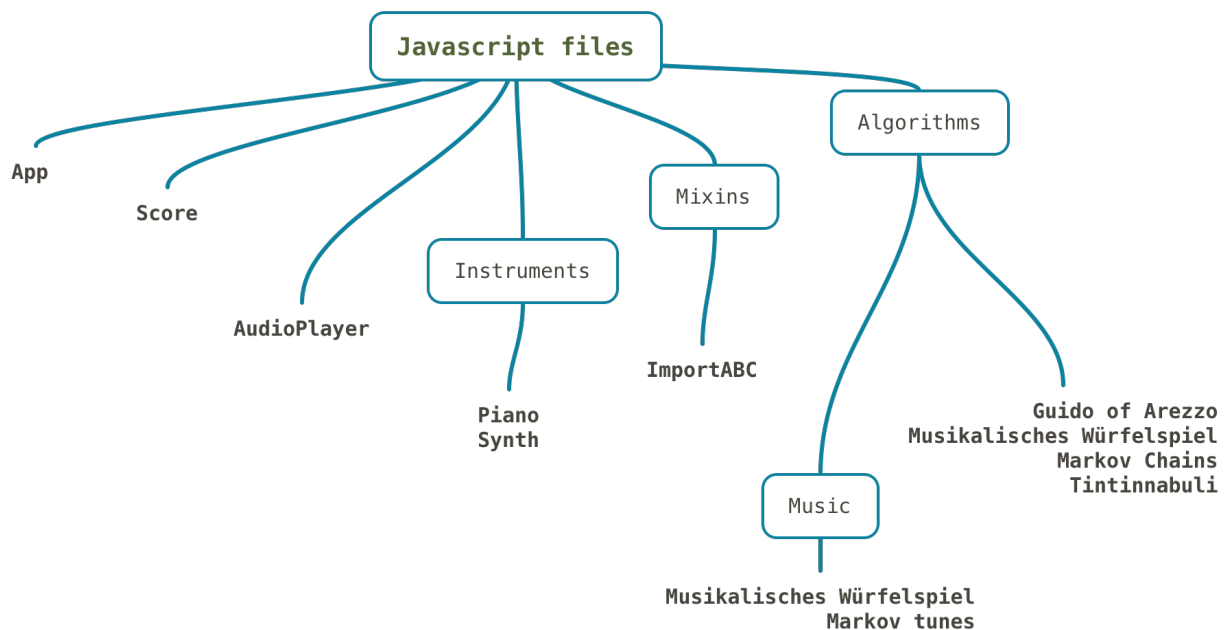 Javascript files
Algorithms
App
Mixins
Score
Instruments
AudioPlayer
ImportABC
Piano
Synth
Guido of Arezzo
Musikalisches Würfelspiel
Markov Chains
Tintinnabuli
Music
Musikalisches Würfelspiel
Markov tunes